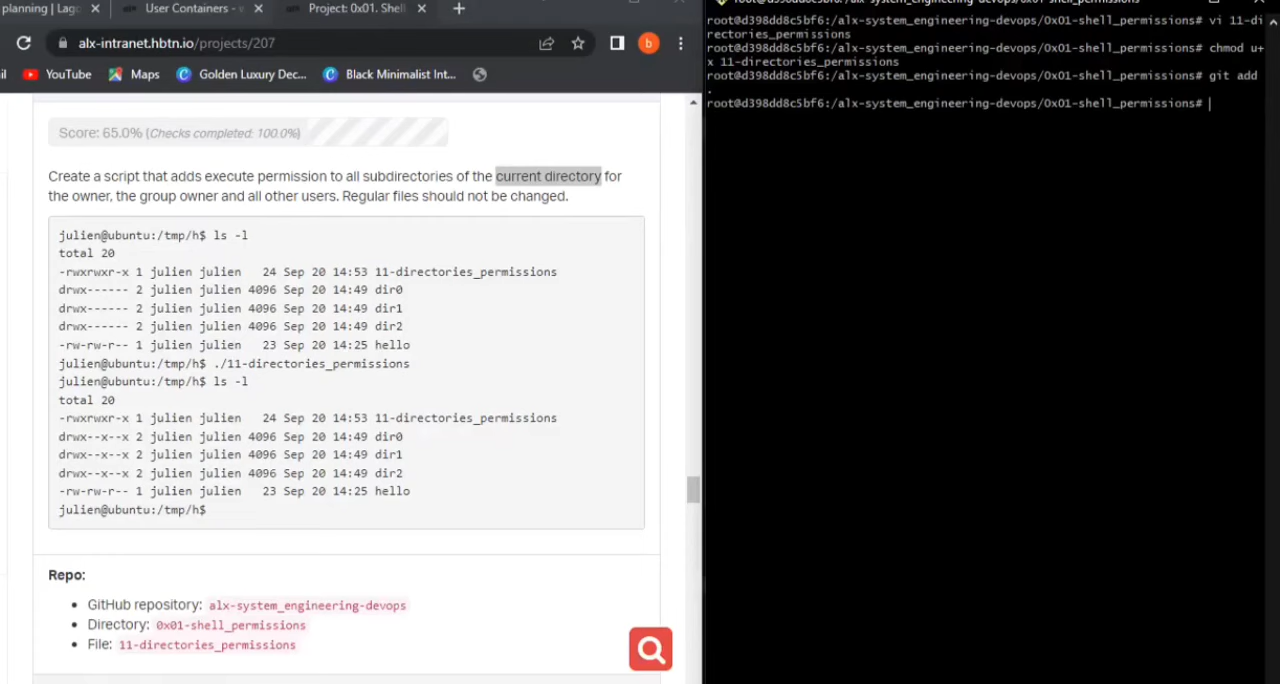 planning | Lag
User Containers -
Project: 0x01. Shell
alx-intranet.hbtn.io/projects/207
b
il
YouTube
Maps
Golden Luxury Dec...
Black Minimalist Int...
Score: 65.0% (Checks completed: 100.0%)
Create a script that adds execute permission to all subdirectories of the current directory for
the owner, the group owner and all other users. Regular files should not be changed.
julien@ubuntu:/tmp/h$ ls -l
total 20
-rwxrwxr-x 1 julien julien   24 Sep 20 14:53 11-directories_permissions
drwx------ 2 julien julien 4096 Sep 20 14:49 dir0
drwx------ 2 julien julien 4096 Sep 20 14:49 dir1
drwx------ 2 julien julien 4096 Sep 20 14:49 dir2
-rw-rw-r-- 1 julien julien   23 Sep 20 14:25 hello
julien@ubuntu:/tmp/h$ ./11-directories_permissions
julien@ubuntu:/tmp/h$ ls -l
total 20
-rwxrwxr-x 1 julien julien   24 Sep 20 14:53 11-directories_permissions
drwx--x--x 2 julien julien 4096 Sep 20 14:49 dir0
drwx--x--x 2 julien julien 4096 Sep 20 14:49 dir1
drwx--x--x 2 julien julien 4096 Sep 20 14:49 dir2
-rw-rw-r-- 1 julien julien   23 Sep 20 14:25 hello
julien@ubuntu:/tmp/h$
Repo:
GitHub repository: alx-system_engineering-devops
Directory: 0x01-shell_permissions
File: 11-directories_permissions
root@d398dd8c5bf6:/alx-system_engineering-devops/0x01-shell_permissions
root@d398dd8c5bf6:/alx-system_engineering-devops/0x01-shell_permissions# vi 11-di
rectories_permissions
root@d398dd8c5bf6:/alx-system_engineering-devops/0x01-shell_permissions# chmod u+
x 11-directories_permissions
root@d398dd8c5bf6:/alx-system_engineering-devops/0x01-shell_permissions# git add
.
root@d398dd8c5bf6:/alx-system_engineering-devops/0x01-shell_permissions#